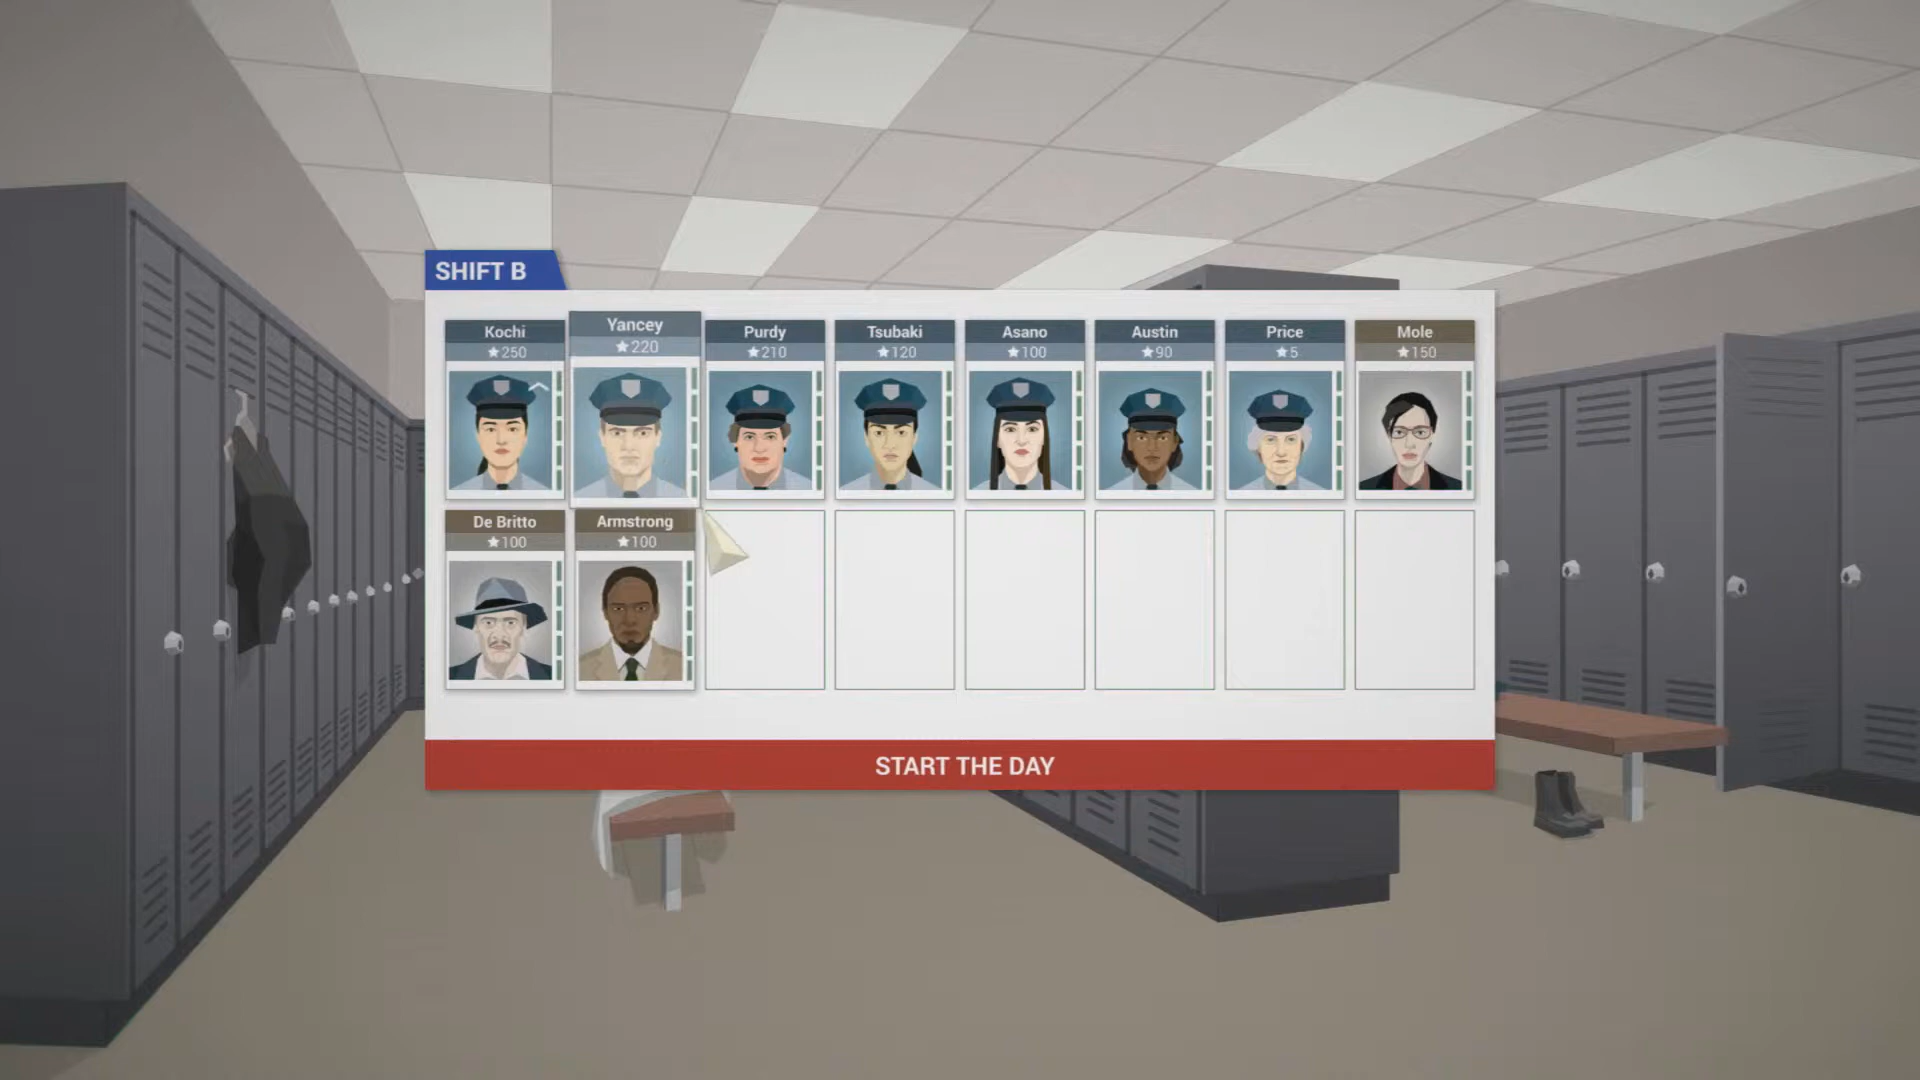 SHIFT B
Kochi
★250
Yancey
★220
Purdy
★210
Tsubaki
★120
Asano
★100
Austin
★90
Price
★5
Mole
★150
De Britto
★100
Armstrong
★100
START THE DAY